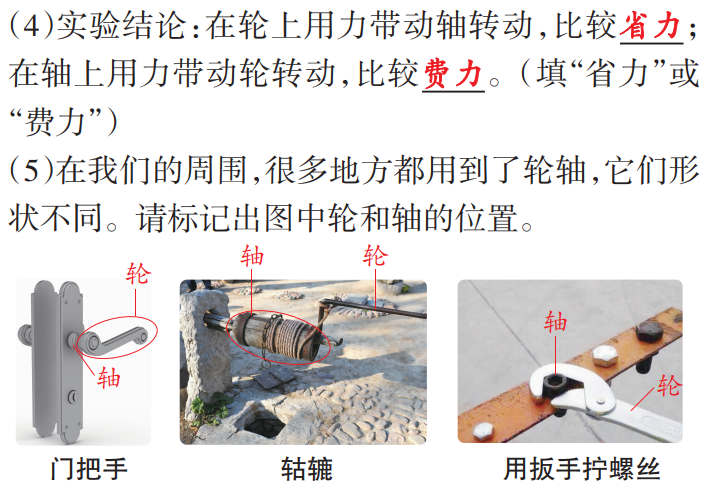 (4)实验结论:在轮上用力带动轴转动,比较省力;
在轴上用力带动轮转动,比较费力。(填“省力”或
“费力”)
(5)在我们的周围,很多地方都用到了轮轴,它们形
状不同。请标记出图中轮和轴的位置。
轮
轴
轴
轮
轴
轮
门把手
轱辘
用扳手拧螺丝